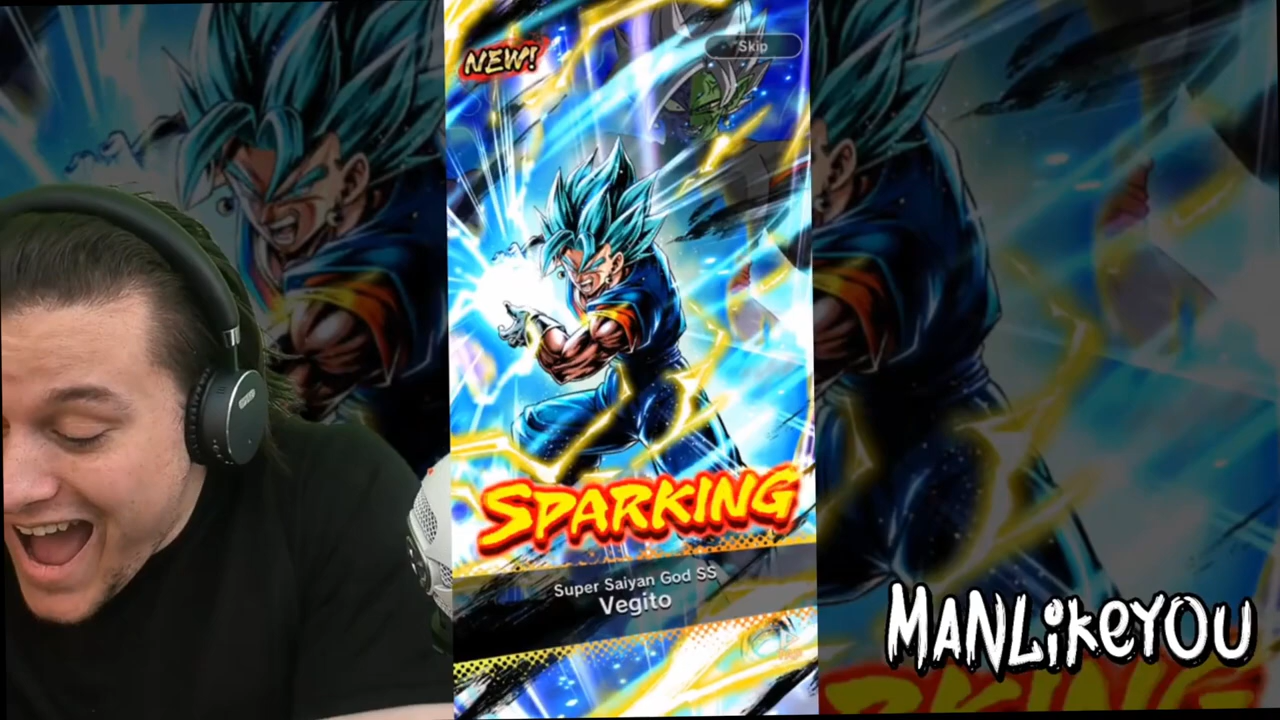 NEW!
Skip
SPARKING
Super Saiyan God SS
Vegito
MANLiKeYOU